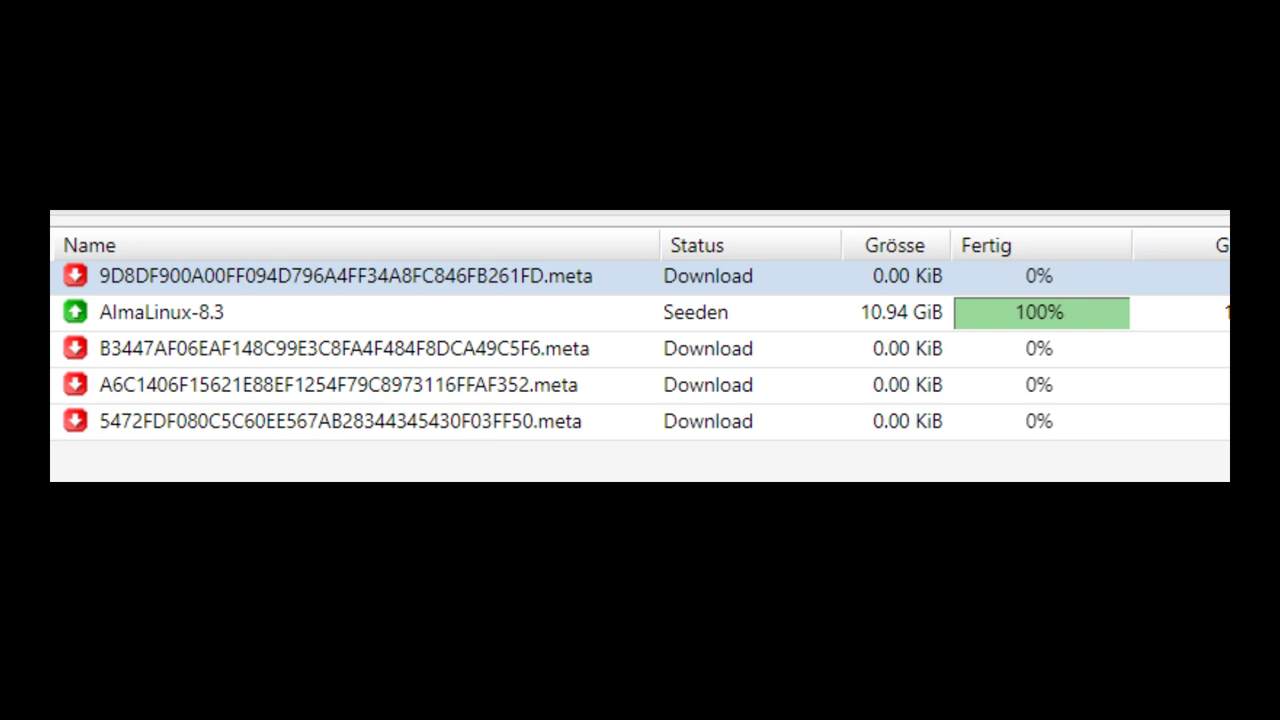 Name Status Grösse Fertig G
9D8DF900A00FF094D796A4FF34A8FC846FB261FD.meta Download 0.00 KiB 0%
AlmaLinux-8.3 Seeden 10.94 GiB 100% 1
B3447AF06EAF148C99E3C8FA4F484F8DCA49C5F6.meta Download 0.00 KiB 0%
A6C1406F15621E88EF1254F79C8973116FFAF352.meta Download 0.00 KiB 0%
5472FDF080C5C60EE567AB28344345430F03FF50.meta Download 0.00 KiB 0%